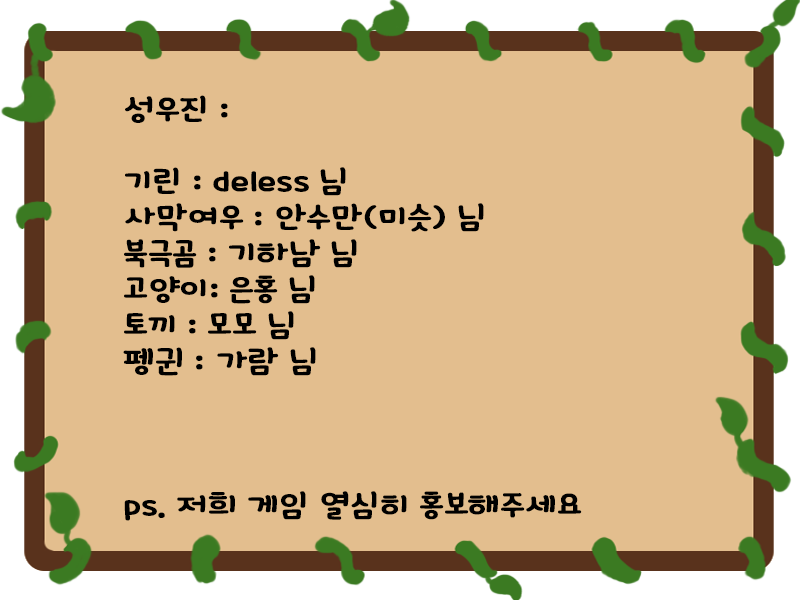 성우진 :
기린 : deless 님
사막여우 : 안수만(미슷) 님
북극곰 : 기하남 님
고양이: 은홍 님
토끼 : 모모 님
펭귄 : 가람 님
ps. 저희 게임 열심히 홍보해주세요